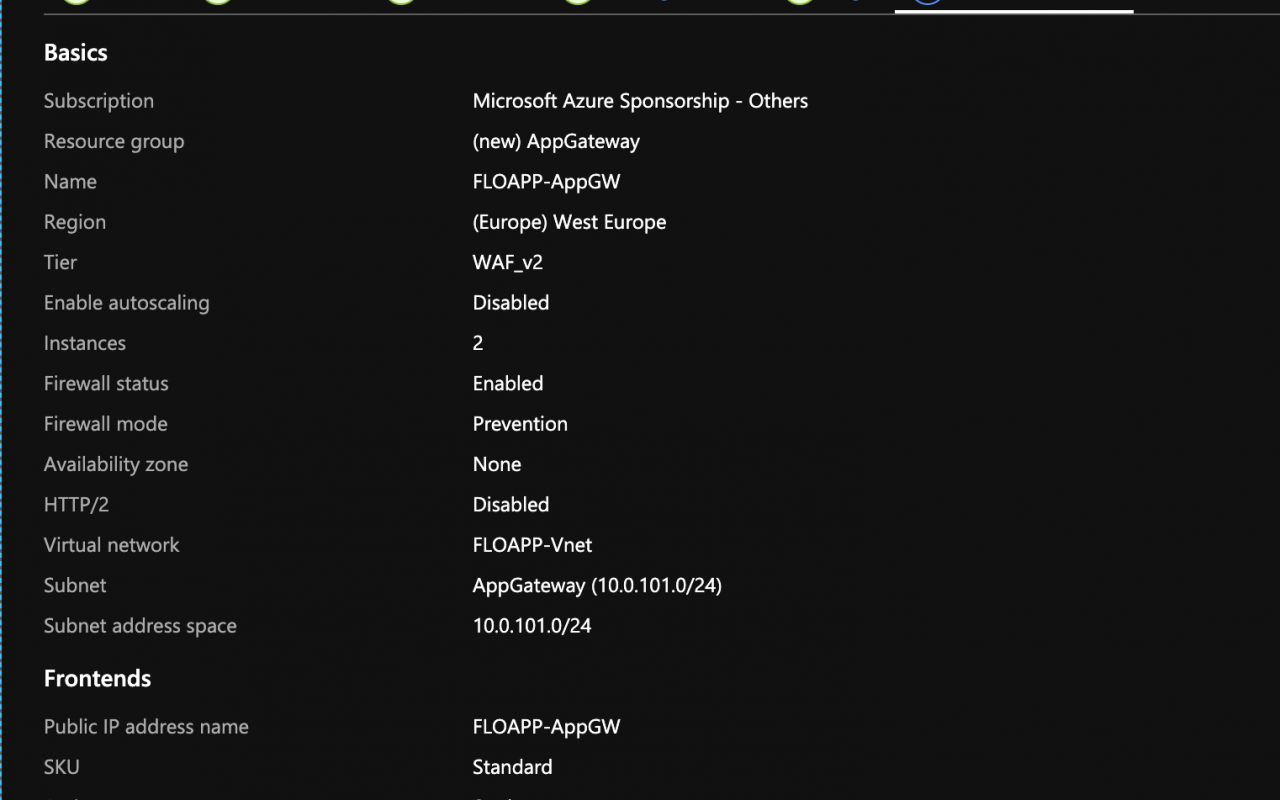 Basics
Subscription Microsoft Azure Sponsorship - Others
Resource group (new) AppGateway
Name FLOAPP-AppGW
Region (Europe) West Europe
Tier WAF_v2
Enable autoscaling Disabled
Instances 2
Firewall status Enabled
Firewall mode Prevention
Availability zone None
HTTP/2 Disabled
Virtual network FLOAPP-Vnet
Subnet AppGateway (10.0.101.0/24)
Subnet address space 10.0.101.0/24
Frontends
Public IP address name FLOAPP-AppGW
SKU Standard